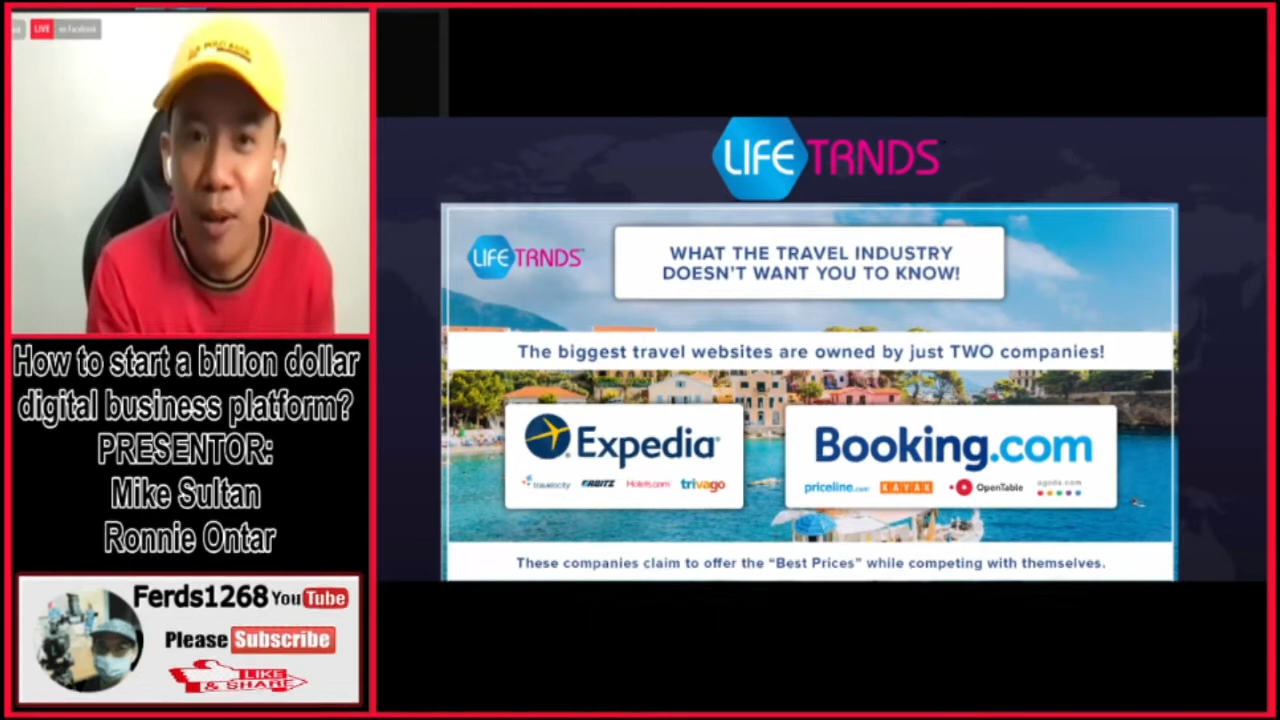 LIVE
on Facebook
How to start a billion dollar
digital business platform?
PRESENTOR:
Mike Sultan
Ronnie Ontar
Ferds1268 YouTube
Please Subscribe
LIKE
& SHARE
LIFE TRNDS
LIFE TRNDS
WHAT THE TRAVEL INDUSTRY
DOESN'T WANT YOU TO KNOW!
The biggest travel websites are owned by just TWO companies!
Expedia
travelocity ORBITZ Hotels.com trivago
Booking.com
priceline.com KAYAK OpenTable agoda.com
These companies claim to offer the “Best Prices” while competing with themselves.